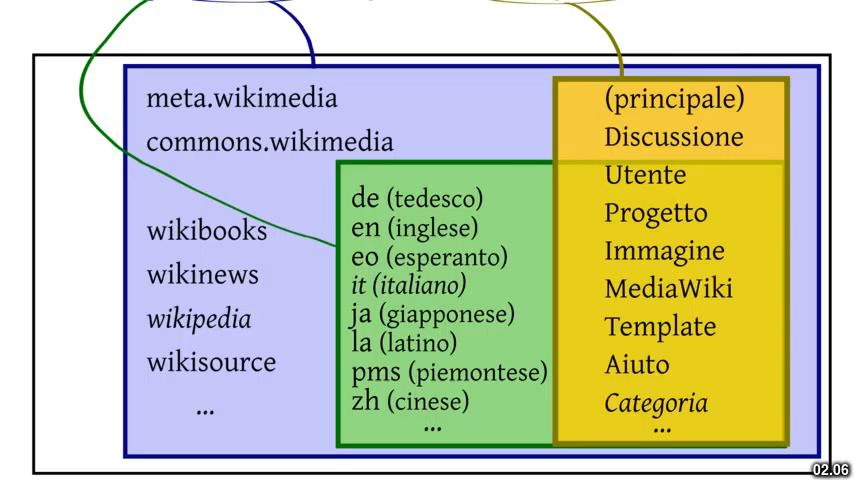 meta.wikimedia
commons.wikimedia
wikibooks
wikinews
wikipedia
wikisource
...
de (tedesco)
en (inglese)
eo (esperanto)
it (italiano)
ja (giapponese)
la (latino)
pms (piemontese)
zh (cinese)
...
(principale)
Discussione
Utente
Progetto
Immagine
MediaWiki
Template
Aiuto
Categoria
...
02.06